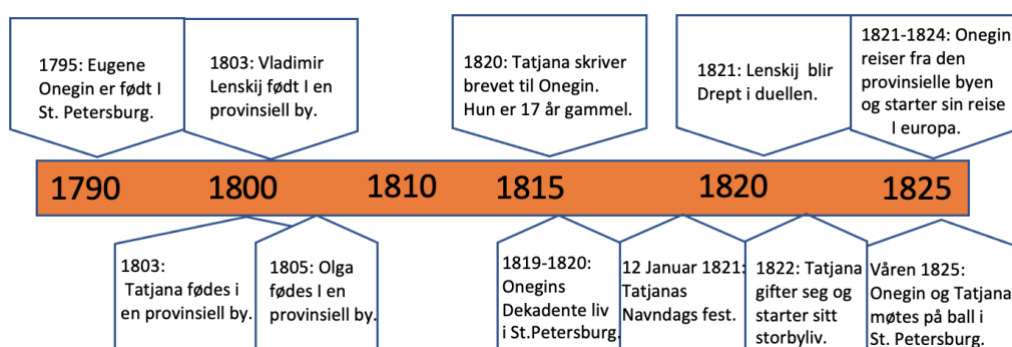 1795: Eugene
Onegin er født I
St. Petersburg.
1803: Vladimir
Lenskij født I en
provinsiell by.
1820: Tatjana skriver
brevet til Onegin.
Hun er 17 år gammel.
1821: Lenskij blir
Drept i duellen.
1821-1824: Onegin
reiser fra den
provinsielle byen
og starter sin reise
I europa.
1790 1800 1810 1815 1820 1825
1803:
Tatjana fødes i
en provinsiell by.
1805: Olga
fødes I en
provinsiell by.
1819-1820:
Onegins
Dekadente liv
i St.Petersburg.
12 Januar 1821:
Tatjanas
Navndags fest.
1822: Tatjana
gifter seg og
starter sitt
storbyliv.
Våren 1825:
Onegin og Tatjana
møtes på ball i
St. Petersburg.